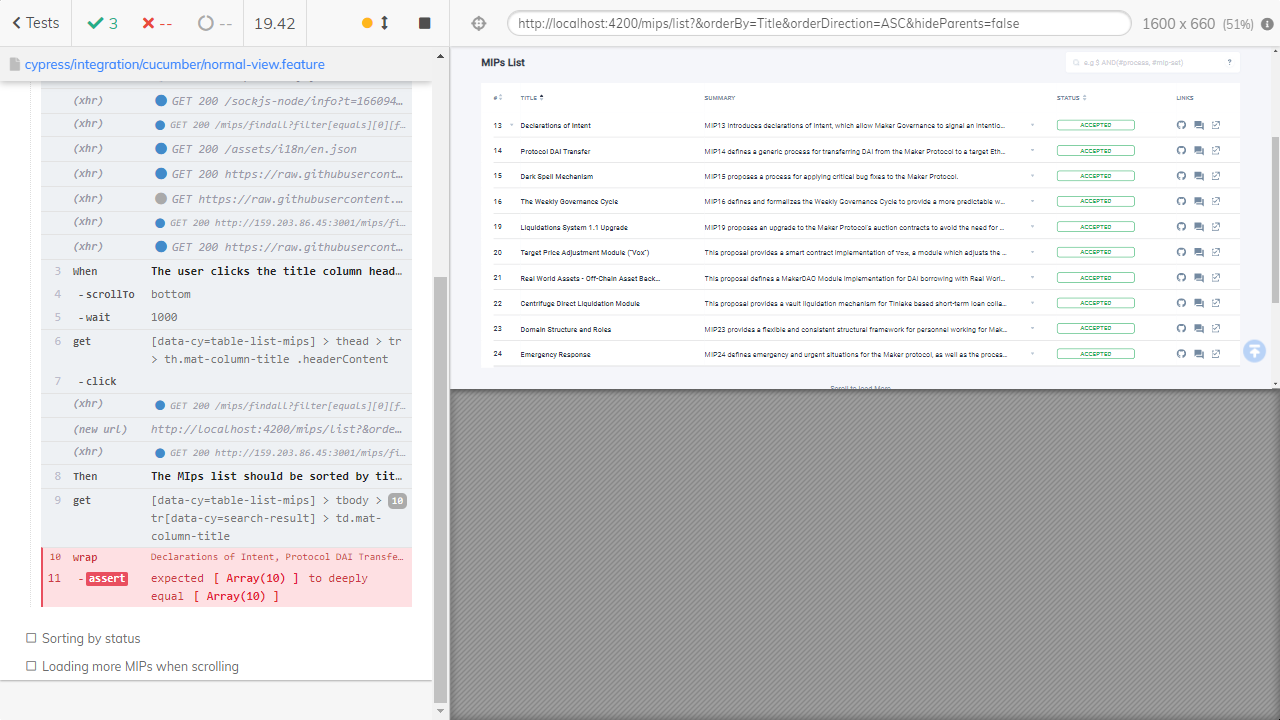 Tests
3
--
--
19.42
http://localhost:4200/mips/list?&orderBy=Title&orderDirection=ASC&hideParents=false
1600 x 660 (51%)
cypress/integration/cucumber/normal-view.feature
(xhr) GET 200 /sockjs-node/info?t=166094…
(xhr) GET 200 /mips/findall?filter[equals][0][f…
(xhr) GET 200 /assets/i18n/en.json
(xhr) GET 200 https://raw.githubusercont…
(xhr) GET https://raw.githubusercontent.…
(xhr) GET 200 http://159.203.86.45:3001/mips/fi…
(xhr) GET 200 https://raw.githubusercont…
3 When The user clicks the title column head…
4 -scrollTo bottom
5 -wait 1000
6 get [data-cy=table-list-mips] > thead > tr
> th.mat-column-title .headerContent
7 -click
(xhr) GET 200 /mips/findall?filter[equals][0][f…
(new url) http://localhost:4200/mips/list?&orde…
(xhr) GET 200 http://159.203.86.45:3001/mips/fi…
8 Then The MIps list should be sorted by tit…
9 get [data-cy=table-list-mips] > tbody > 10
tr[data-cy=search-result] > td.mat-
column-title
10 wrap Declarations of Intent, Protocol DAI Transfe…
11 -assert expected [ Array(10) ] to deeply
equal [ Array(10) ]
Sorting by status
Loading more MIPs when scrolling
MIPs List
e.g:5 AND(#process, #mip-set) ?
# TITLE SUMMARY STATUS LINKS
13 Declarations of Intent MIP13 introduces declarations of intent, which allow Maker Governance to signal an intentio... ACCEPTED
14 Protocol DAI Transfer MIP14 defines a generic process for transferring DAI from the Maker Protocol to a target Eth... ACCEPTED
15 Dark Spell Mechanism MIP15 proposes a process for applying critical bug fixes to the Maker Protocol. ACCEPTED
16 The Weekly Governance Cycle MIP16 defines and formalizes the Weekly Governance Cycle to provide a more predictable w... ACCEPTED
19 Liquidations System 1.1 Upgrade MIP19 proposes an upgrade to the Maker Protocol's auction contracts to avoid the need for ... ACCEPTED
20 Target Price Adjustment Module ("Vox") This proposal provides a smart contract implementation of Vox, a module which adjusts the ... ACCEPTED
21 Real World Assets - Off-Chain Asset Back... This proposal defines a MakerDAO Module implementation for DAI borrowing with Real Worl... ACCEPTED
22 Centrifuge Direct Liquidation Module This proposal provides a vault liquidation mechanism for Tinlake based short-term loan colla... ACCEPTED
23 Domain Structure and Roles MIP23 provides a flexible and consistent structural framework for personnel working for Mak... ACCEPTED
24 Emergency Response MIP24 defines emergency and urgent situations for the Maker protocol, as well as the proces... ACCEPTED
Scroll to load More